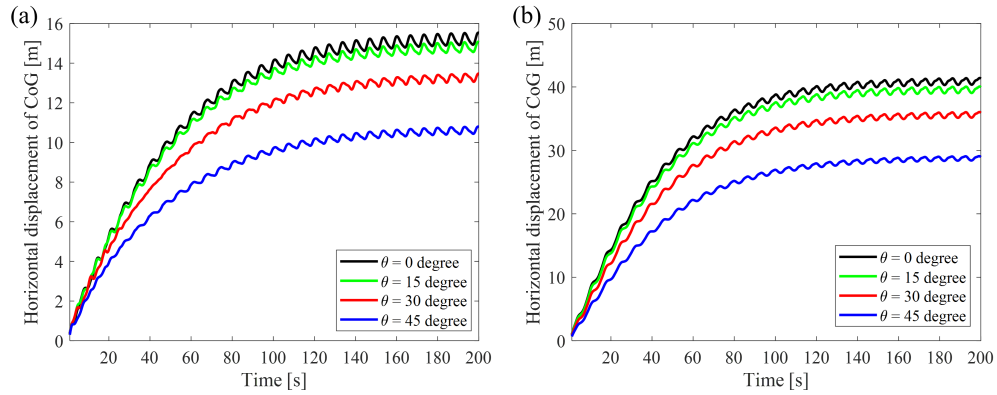 (a)
Horizontal displacement of CoG [m]
16
14
12
10
8
6
4
2
0
20 40 60 80 100 120 140 160 180 200
Time [s]
θ = 0 degree
θ = 15 degree
θ = 30 degree
θ = 45 degree
(b)
Horizontal displacement of CoG [m]
50
40
30
20
10
0
20 40 60 80 100 120 140 160 180 200
Time [s]
θ = 0 degree
θ = 15 degree
θ = 30 degree
θ = 45 degree